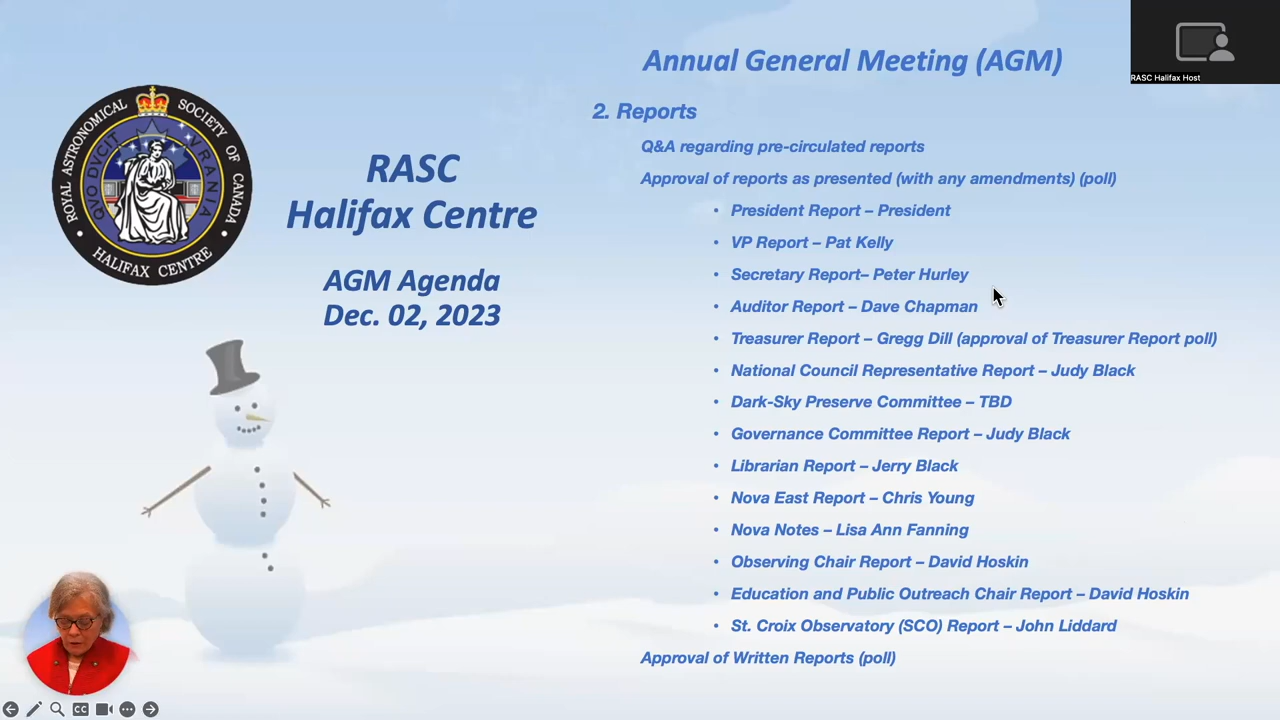 Annual General Meeting (AGM)
RASC Halifax Host
2. Reports
Q&A regarding pre-circulated reports
Approval of reports as presented (with any amendments) (poll)
• President Report – President
• VP Report – Pat Kelly
• Secretary Report– Peter Hurley
• Auditor Report – Dave Chapman
• Treasurer Report – Gregg Dill (approval of Treasurer Report poll)
• National Council Representative Report – Judy Black
• Dark-Sky Preserve Committee – TBD
• Governance Committee Report – Judy Black
• Librarian Report – Jerry Black
• Nova East Report – Chris Young
• Nova Notes – Lisa Ann Fanning
• Observing Chair Report – David Hoskin
• Education and Public Outreach Chair Report – David Hoskin
• St. Croix Observatory (SCO) Report – John Liddard
Approval of Written Reports (poll)
ROYAL ASTRONOMICAL SOCIETY OF CANADA
QVO DVCIT VRANIA
• HALIFAX CENTRE •
RASC
Halifax Centre
AGM Agenda
Dec. 02, 2023
CC